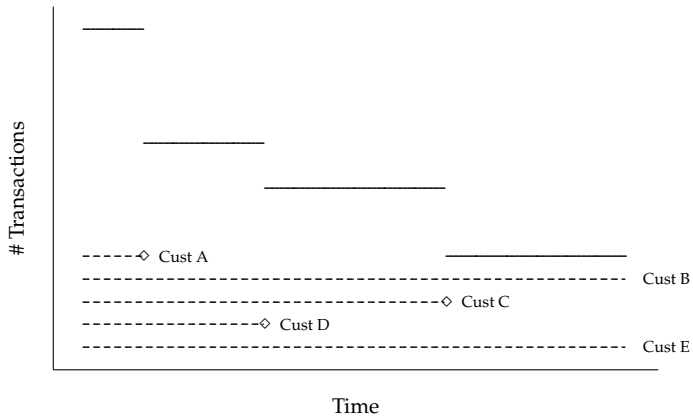 # Transactions
Cust A
Cust B
Cust C
Cust D
Cust E
Time